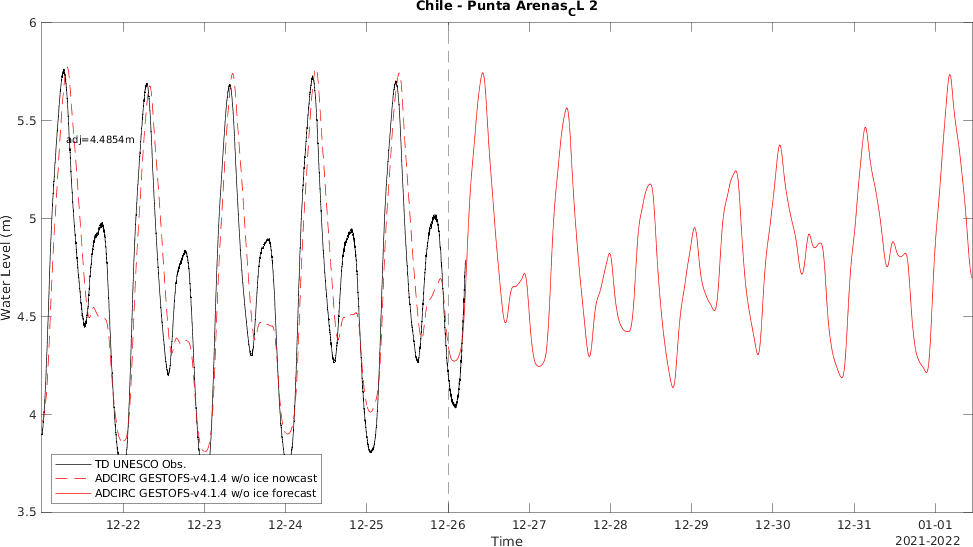 Chile - Punta Arenas_CL 2
6
5.5
5
4.5
4
3.5
Water Level (m)
adj=4.4854m
TD UNESCO Obs.
ADCIRC GESTOFS-v4.1.4 w/o ice nowcast
ADCIRC GESTOFS-v4.1.4 w/o ice forecast
12-22 12-23 12-24 12-25 12-26 12-27 12-28 12-29 12-30 12-31 01-01
Time
2021-2022